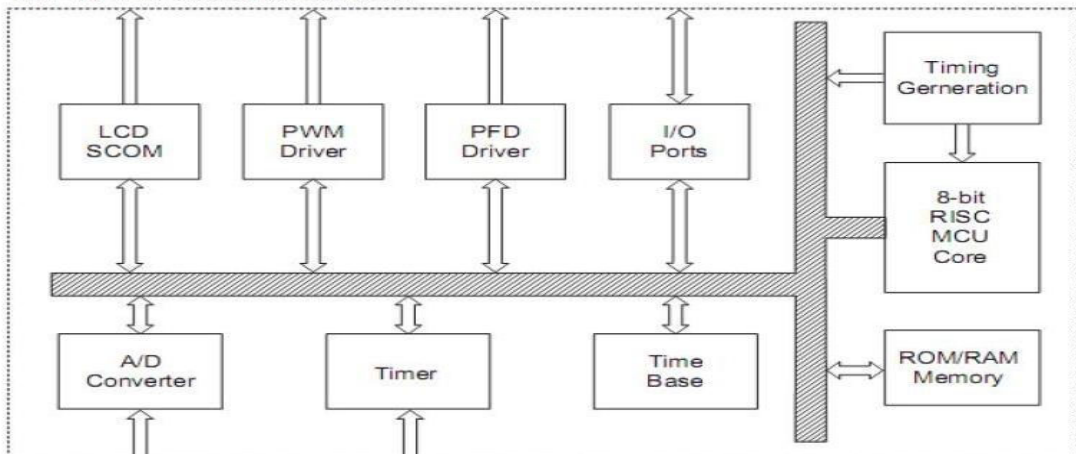 LCD
SCOM
PWM
Driver
PFD
Driver
I/O
Ports
Timing
Gerneration
8-bit
RISC
MCU
Core
A/D
Converter
Timer
Time
Base
ROM/RAM
Memory